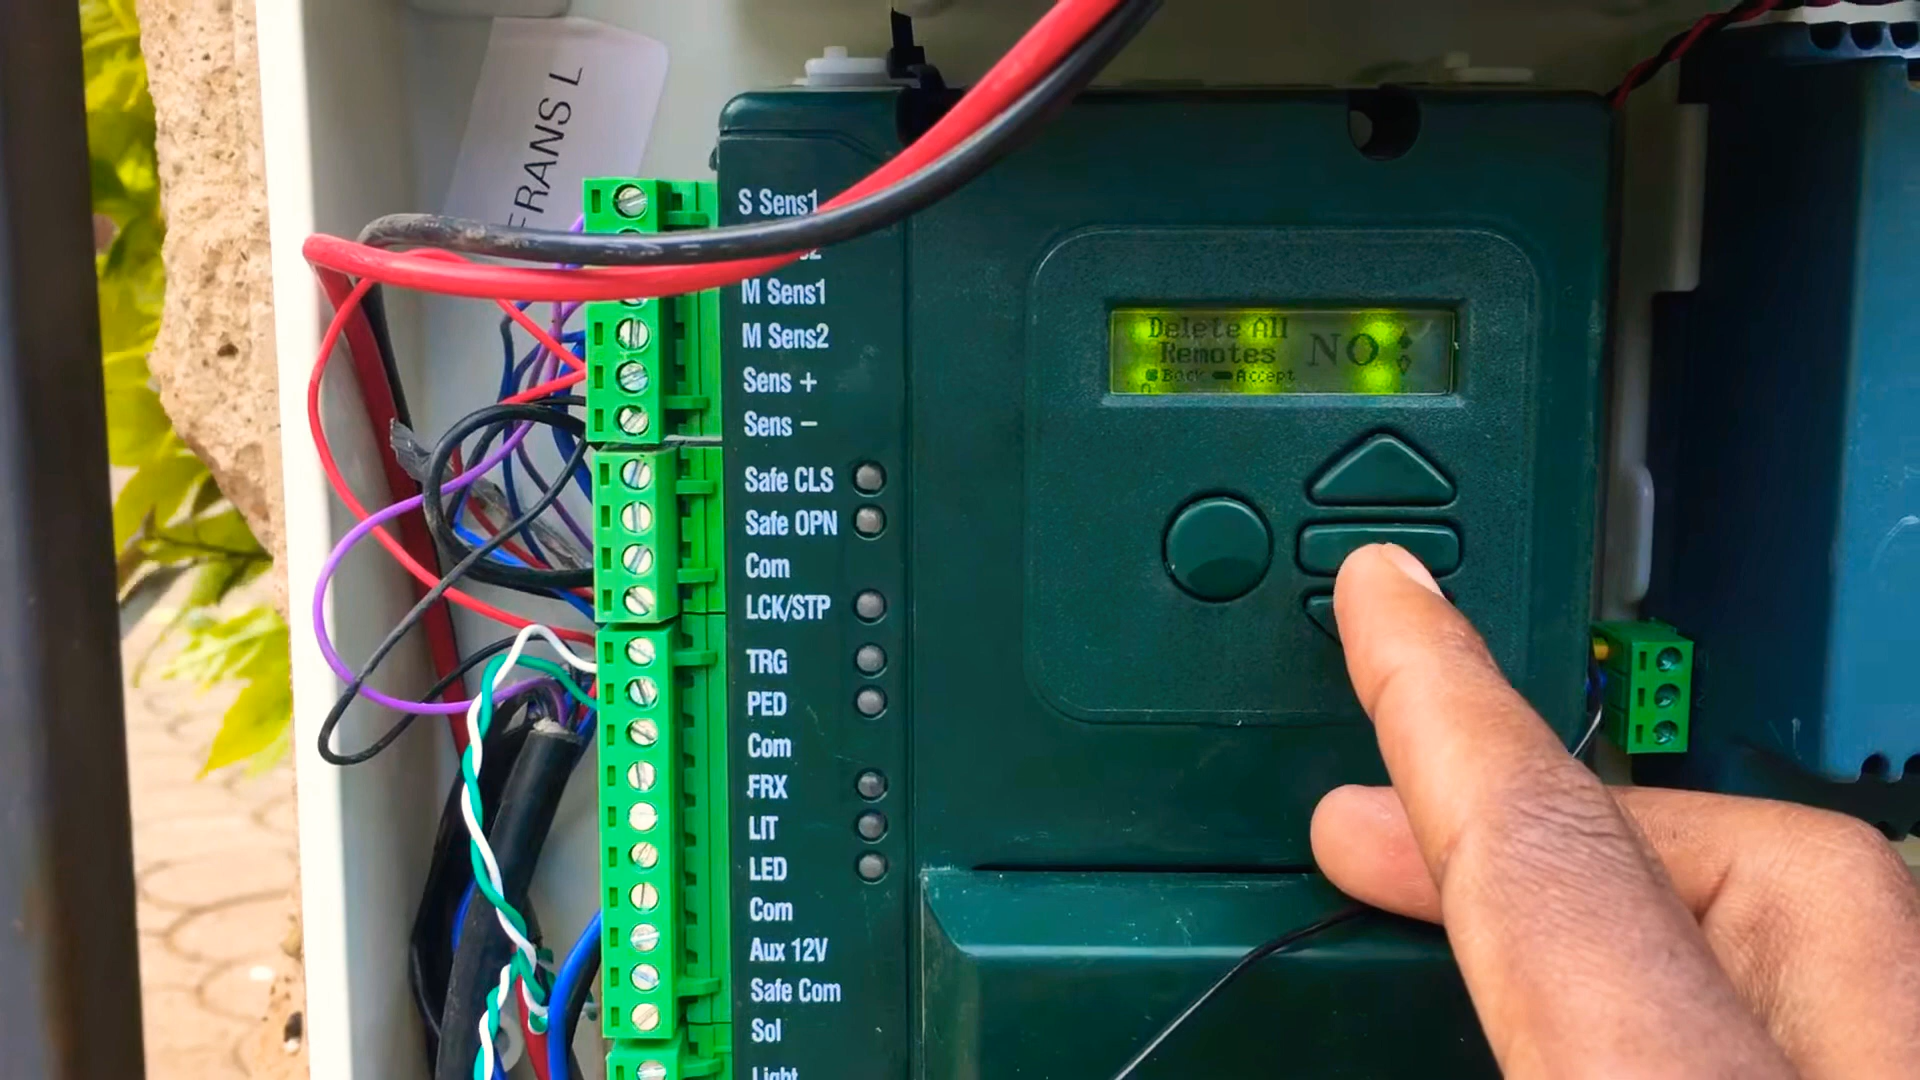 FRANS L
S Sens1
M Sens1
M Sens2
Sens +
Sens –
Safe CLS
Safe OPN
Com
LCK/STP
TRG
PED
Com
FRX
LIT
LED
Com
Aux 12V
Safe Com
Sol
Light
Delete All
Remotes
NO
Back Accept